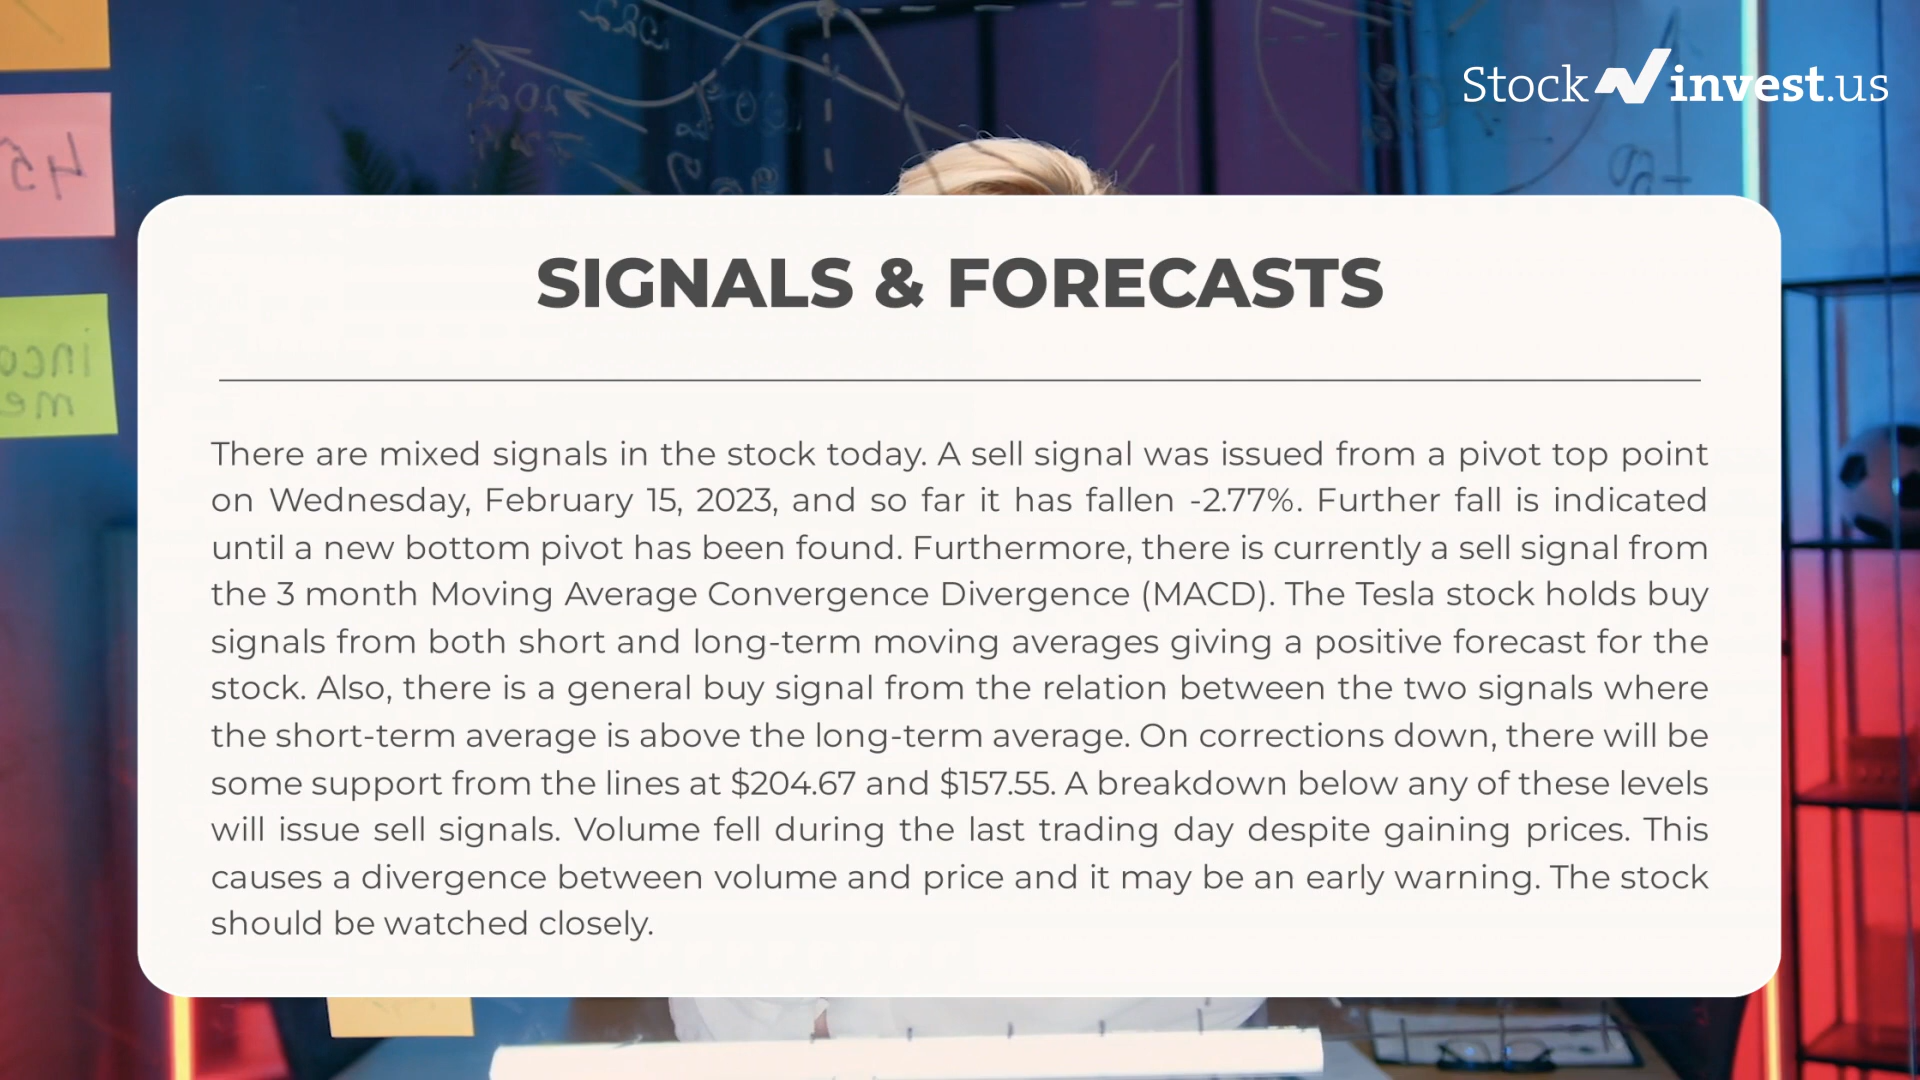 Stock invest.us
45
inco
me
SIGNALS & FORECASTS
There are mixed signals in the stock today. A sell signal was issued from a pivot top point
on Wednesday, February 15, 2023, and so far it has fallen -2.77%. Further fall is indicated
until a new bottom pivot has been found. Furthermore, there is currently a sell signal from
the 3 month Moving Average Convergence Divergence (MACD). The Tesla stock holds buy
signals from both short and long-term moving averages giving a positive forecast for the
stock. Also, there is a general buy signal from the relation between the two signals where
the short-term average is above the long-term average. On corrections down, there will be
some support from the lines at $204.67 and $157.55. A breakdown below any of these levels
will issue sell signals. Volume fell during the last trading day despite gaining prices. This
causes a divergence between volume and price and it may be an early warning. The stock
should be watched closely.